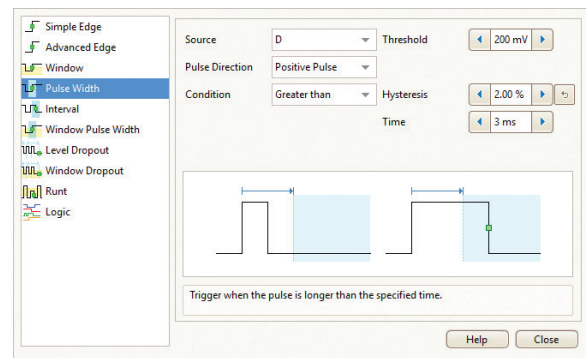 Simple Edge
Advanced Edge
Window
Pulse Width
Interval
Window Pulse Width
Level Dropout
Window Dropout
Runt
Logic
Source D Threshold 200 mV
Pulse Direction Positive Pulse
Condition Greater than Hysteresis 2.00 %
Time 3 ms
Trigger when the pulse is longer than the specified time.
Help Close